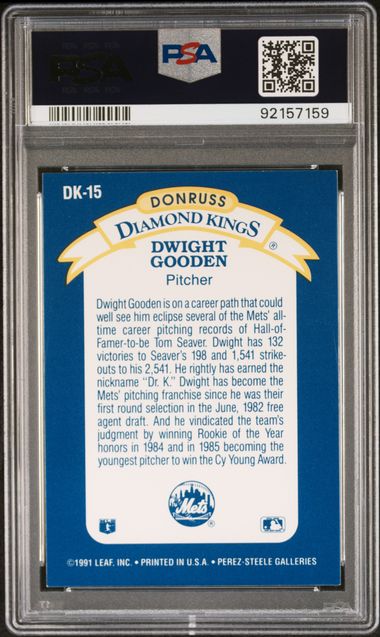 PSA
PSA
92157159
DK-15
DONRUSS
DIAMOND KINGS ®
DWIGHT
GOODEN
Pitcher
Dwight Gooden is on a career path that could
well see him eclipse several of the Mets' all-
time career pitching records of Hall-of-
Famer-to-be Tom Seaver. Dwight has 132
victories to Seaver's 198 and 1,541 strike-
outs to his 2,541. He rightly has earned the
nickname "Dr. K." Dwight has become the
Mets' pitching franchise since he was their
first round selection in the June, 1982 free
agent draft. And he vindicated the team's
judgment by winning Rookie of the Year
honors in 1984 and in 1985 becoming the
youngest pitcher to win the Cy Young Award.
Mets ®
©1991 LEAF, INC. • PRINTED IN U.S.A. • PEREZ-STEELE GALLERIES